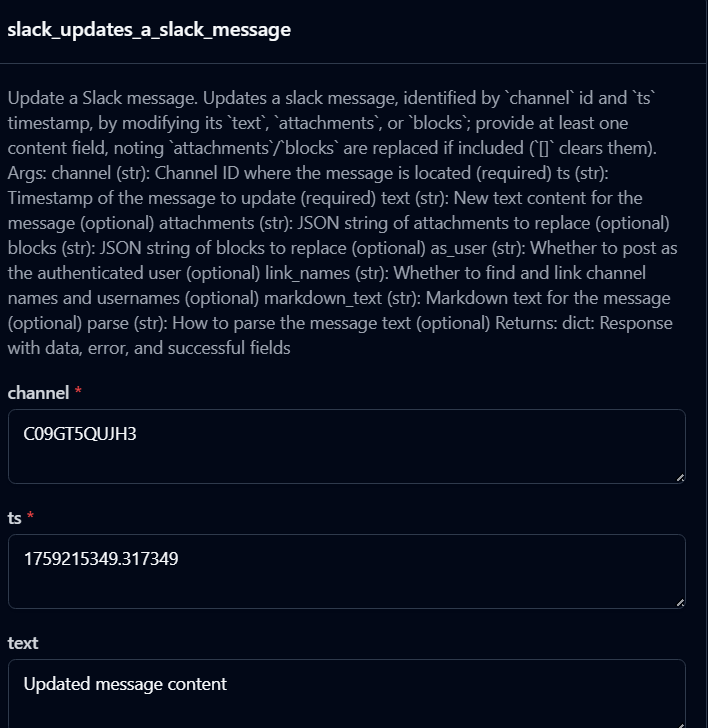 slack_updates_a_slack_message
Update a Slack message. Updates a slack message, identified by `channel` id and `ts`
timestamp, by modifying its `text`, `attachments`, or `blocks`; provide at least one
content field, noting `attachments`/`blocks` are replaced if included (`[]` clears them).
Args: channel (str): Channel ID where the message is located (required) ts (str):
Timestamp of the message to update (required) text (str): New text content for the
message (optional) attachments (str): JSON string of attachments to replace (optional)
blocks (str): JSON string of blocks to replace (optional) as_user (str): Whether to post as
the authenticated user (optional) link_names (str): Whether to find and link channel
names and usernames (optional) markdown_text (str): Markdown text for the message
(optional) parse (str): How to parse the message text (optional) Returns: dict: Response
with data, error, and successful fields
channel *
C09GT5QUJH3
ts *
1759215349.317349
text
Updated message content